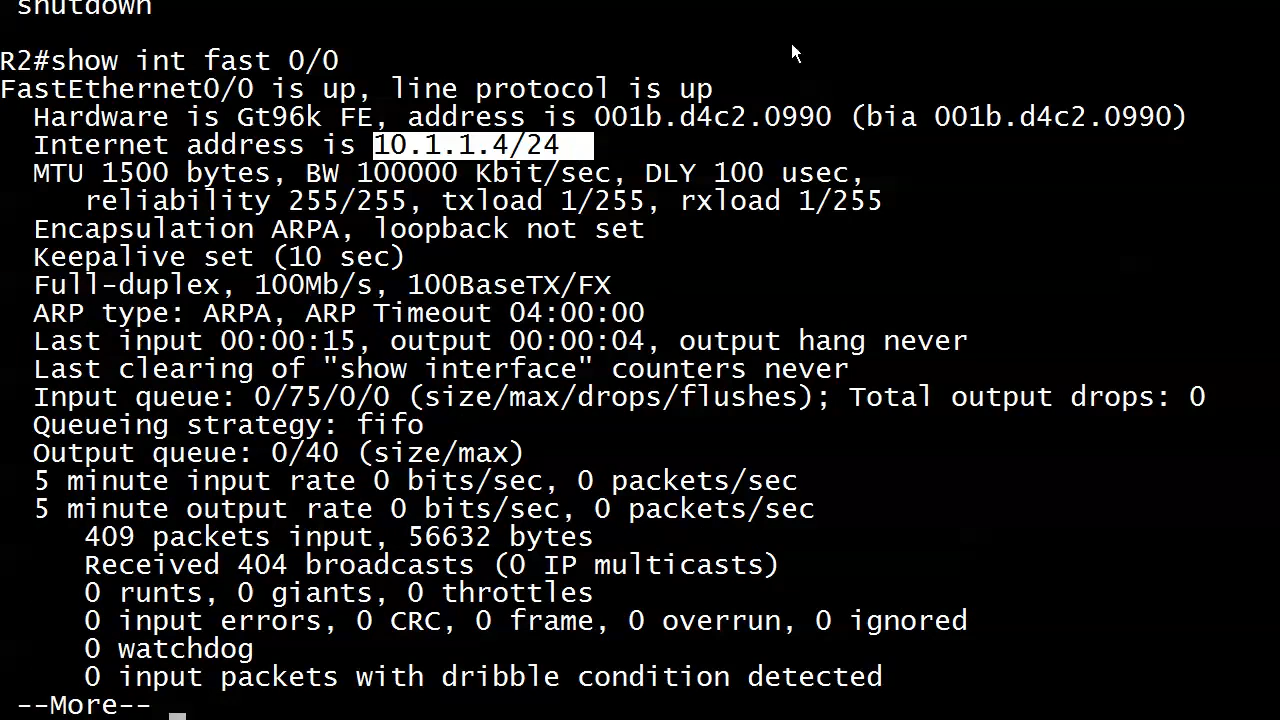 shutdown
R2#show int fast 0/0
FastEthernet0/0 is up, line protocol is up
Hardware is Gt96k FE, address is 001b.d4c2.0990 (bia 001b.d4c2.0990)
Internet address is 10.1.1.4/24
MTU 1500 bytes, BW 100000 Kbit/sec, DLY 100 usec,
reliability 255/255, txload 1/255, rxload 1/255
Encapsulation ARPA, loopback not set
Keepalive set (10 sec)
Full-duplex, 100Mb/s, 100BaseTX/FX
ARP type: ARPA, ARP Timeout 04:00:00
Last input 00:00:15, output 00:00:04, output hang never
Last clearing of "show interface" counters never
Input queue: 0/75/0/0 (size/max/drops/flushes); Total output drops: 0
Queueing strategy: fifo
Output queue: 0/40 (size/max)
5 minute input rate 0 bits/sec, 0 packets/sec
5 minute output rate 0 bits/sec, 0 packets/sec
409 packets input, 56632 bytes
Received 404 broadcasts (0 IP multicasts)
0 runts, 0 giants, 0 throttles
0 input errors, 0 CRC, 0 frame, 0 overrun, 0 ignored
0 watchdog
0 input packets with dribble condition detected
--More--